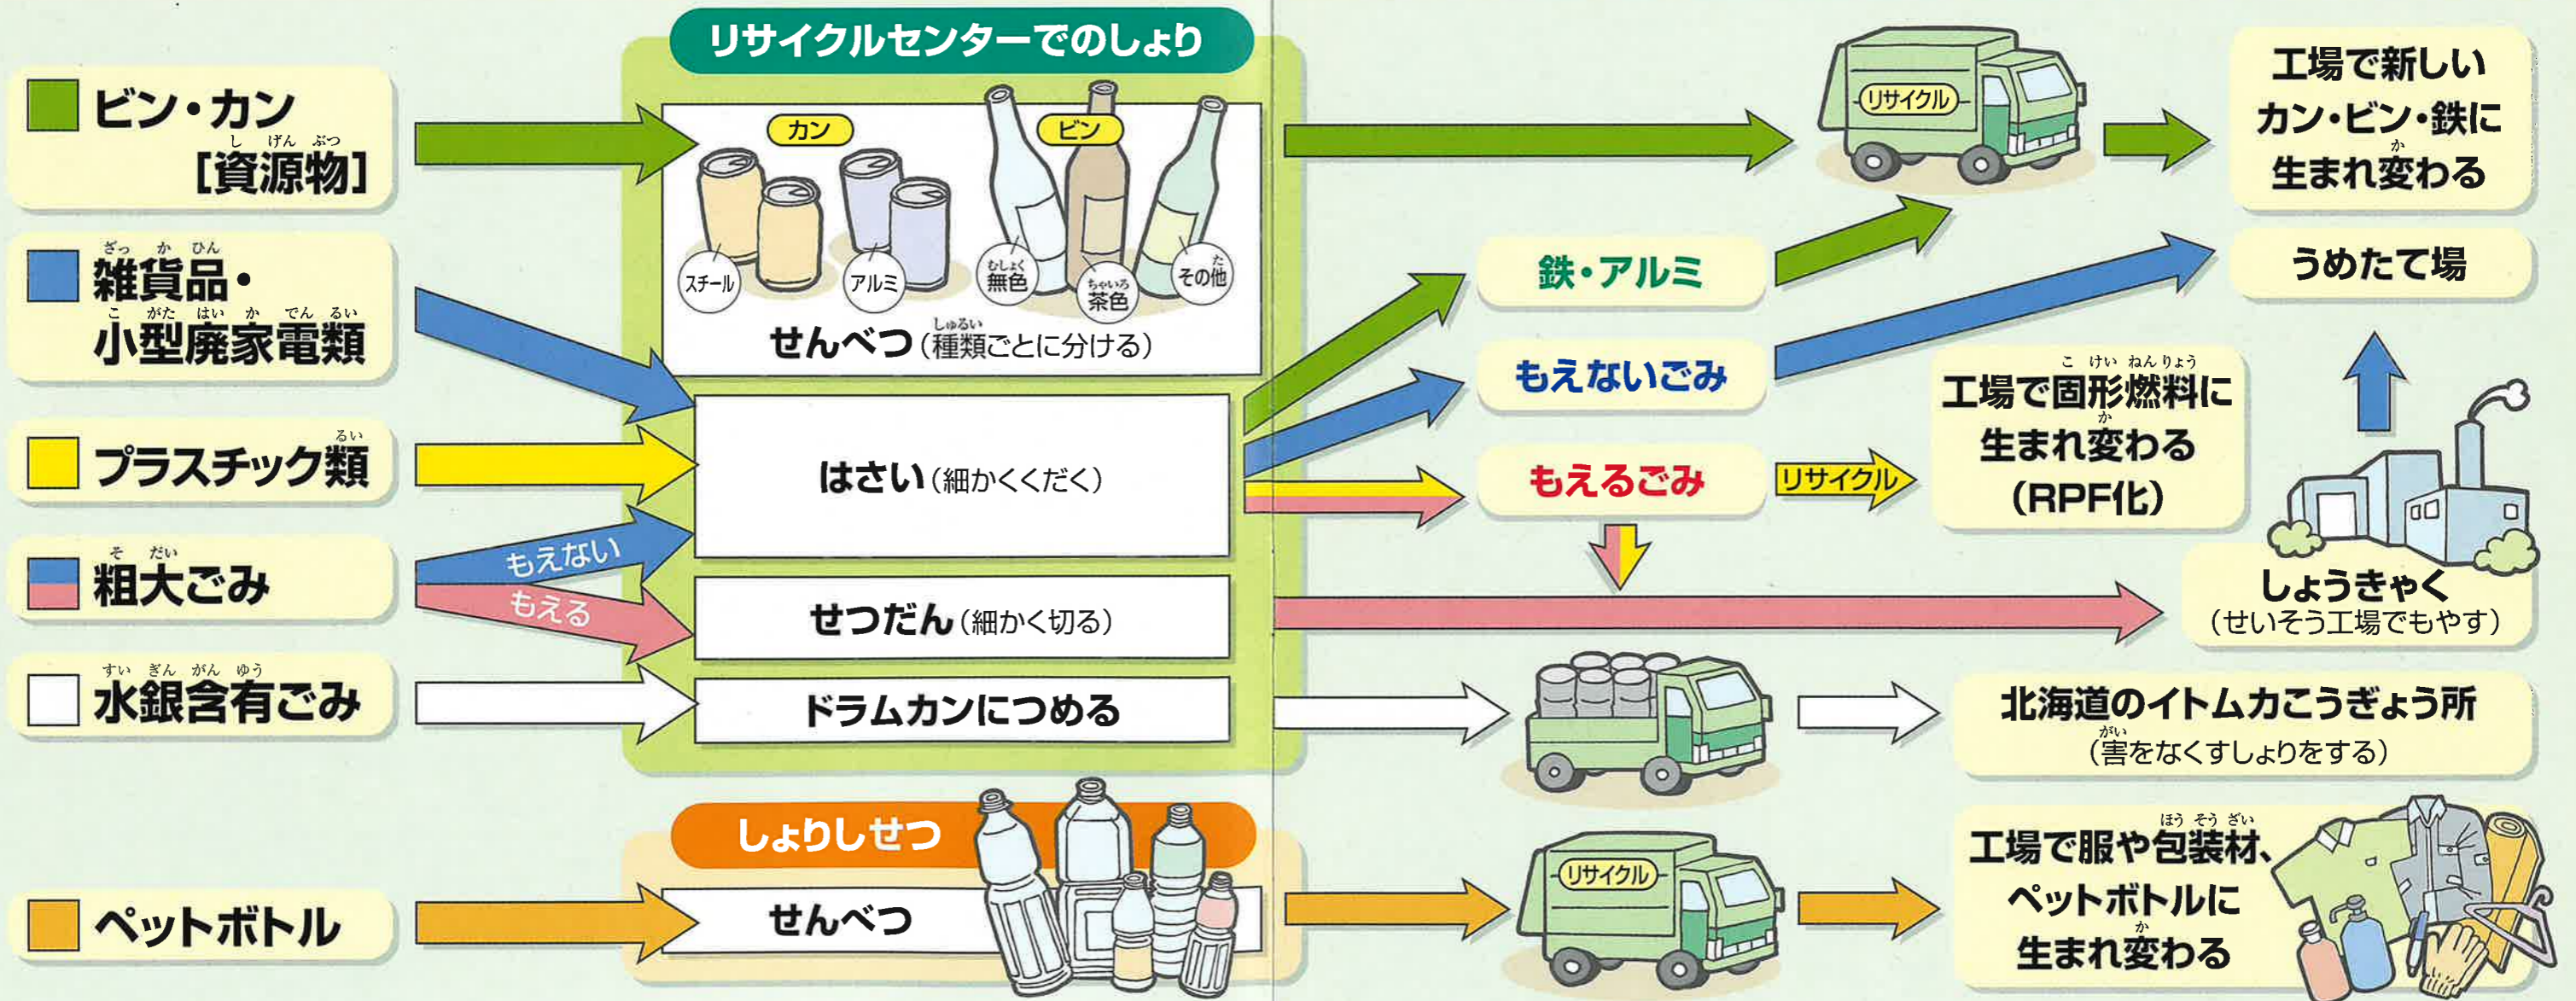 リサイクルセンターでのしょり
ビン・カン
し げん ぶつ
[資源物]
カン
ビン
スチール
アルミ
むしょく
無色
ちゃいろ
茶色
た
その他
しゅるい
せんべつ(種類ごとに分ける)
リサイクル
工場で新しい
カン・ビン・鉄に
か
生まれ変わる
ざっ か ひん
雑貨品・
こ がた はい か でん るい
小型廃家電類
るい
プラスチック類
そ だい
粗大ごみ
もえない
もえる
はさい(細かくくだく)
せつだん(細かく切る)
鉄・アルミ
もえないごみ
もえるごみ
リサイクル
うめたて場
こ けい ねんりょう
工場で固形燃料に
か
生まれ変わる
(RPF化)
しょうきゃく
(せいそう工場でもやす)
すい ぎん がん ゆう
水銀含有ごみ
ドラムカンにつめる
北海道のイトムカこうぎょう所
がい
(害をなくすしょりをする)
しょりしせつ
ペットボトル
せんべつ
リサイクル
ほう そう ざい
工場で服や包装材、
ペットボトルに
か
生まれ変わる